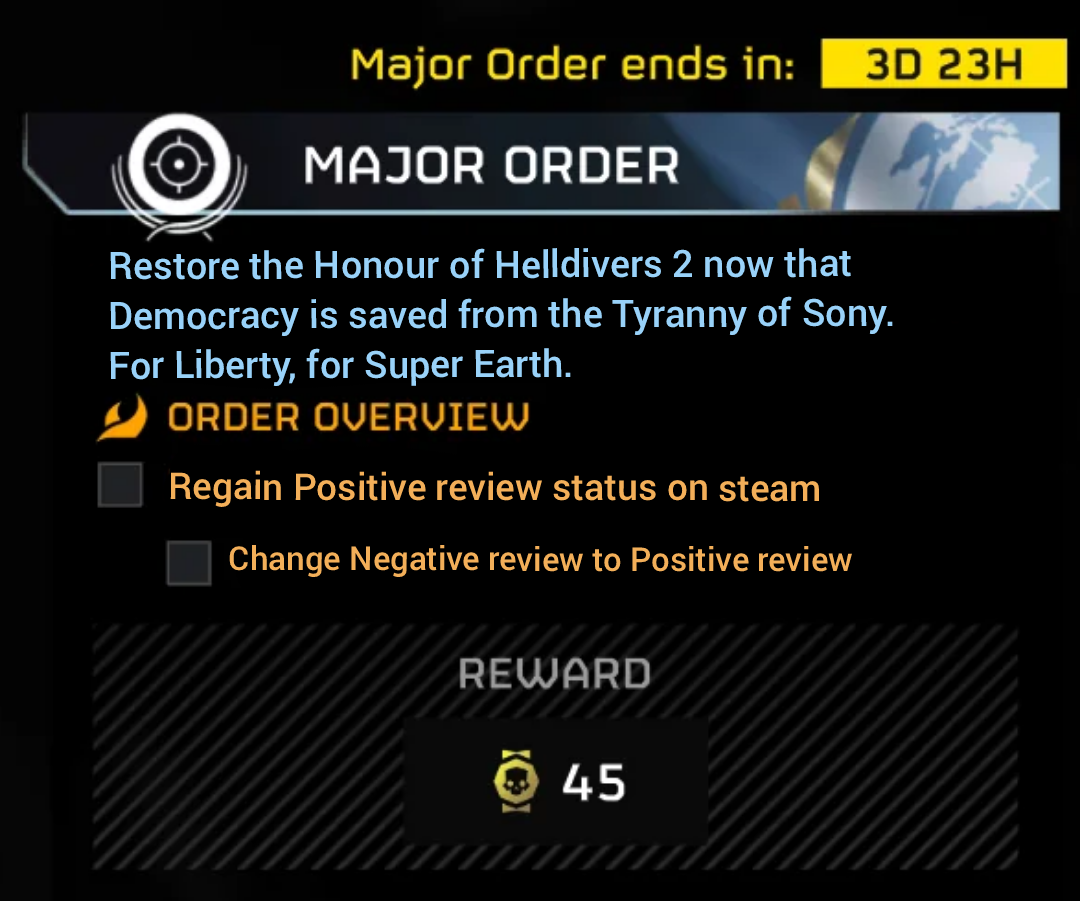 Major Order ends in: 3D 23H
MAJOR ORDER
Restore the Honour of Helldivers 2 now that
Democracy is saved from the Tyranny of Sony.
For Liberty, for Super Earth.
ORDER OVERVIEW
Regain Positive review status on steam
Change Negative review to Positive review
REWARD
45